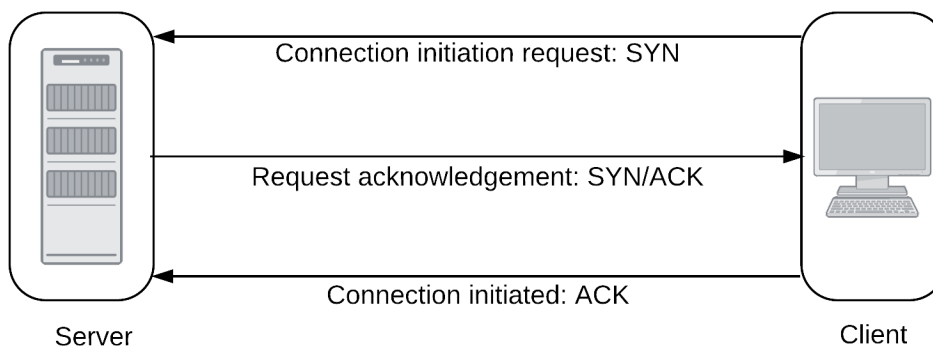 Connection initiation request: SYN
Request acknowledgement: SYN/ACK
Connection initiated: ACK
Server
Client